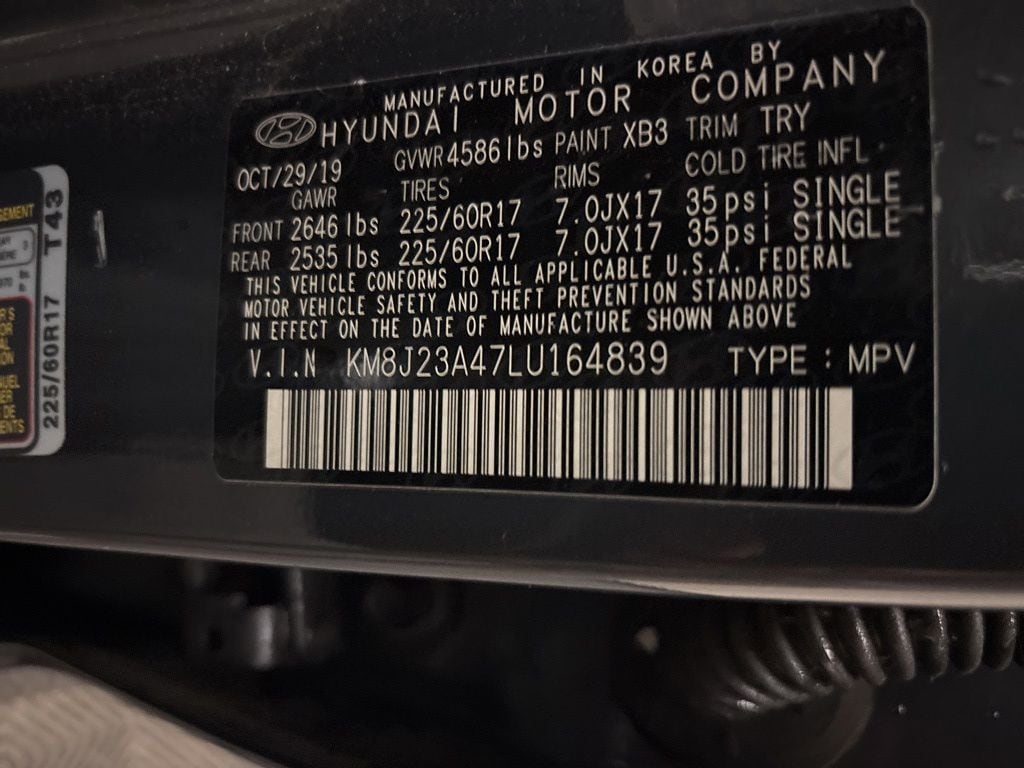 MANUFACTURED IN KOREA BY
HYUNDAI MOTOR COMPANY
OCT/29/19 GVWR 4586 lbs PAINT XB3 TRIM TRY
GAWR TIRES RIMS COLD TIRE INFL.
FRONT 2646 lbs 225/60R17 7.0JX17 35psi SINGLE
REAR 2535 lbs 225/60R17 7.0JX17 35psi SINGLE
THIS VEHICLE CONFORMS TO ALL APPLICABLE U.S.A. FEDERAL
MOTOR VEHICLE SAFETY AND THEFT PREVENTION STANDARDS
IN EFFECT ON THE DATE OF MANUFACTURE SHOWN ABOVE
V.I.N KM8J23A47LU164839 TYPE : MPV
225/60R17 T43